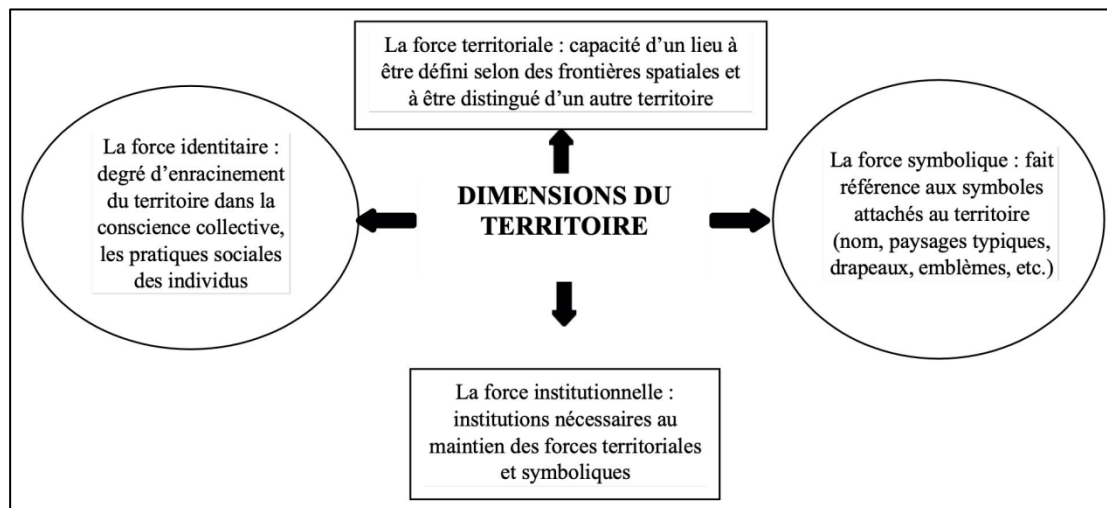 La force territoriale : capacité d’un lieu à
être défini selon des frontières spatiales et
à être distingué d’un autre territoire
La force identitaire :
degré d’enracinement
du territoire dans la
conscience collective,
les pratiques sociales
des individus
DIMENSIONS DU
TERRITOIRE
La force symbolique : fait
référence aux symboles
attachés au territoire
(nom, paysages typiques,
drapeaux, emblèmes, etc.)
La force institutionnelle :
institutions nécessaires au
maintien des forces territoriales
et symboliques